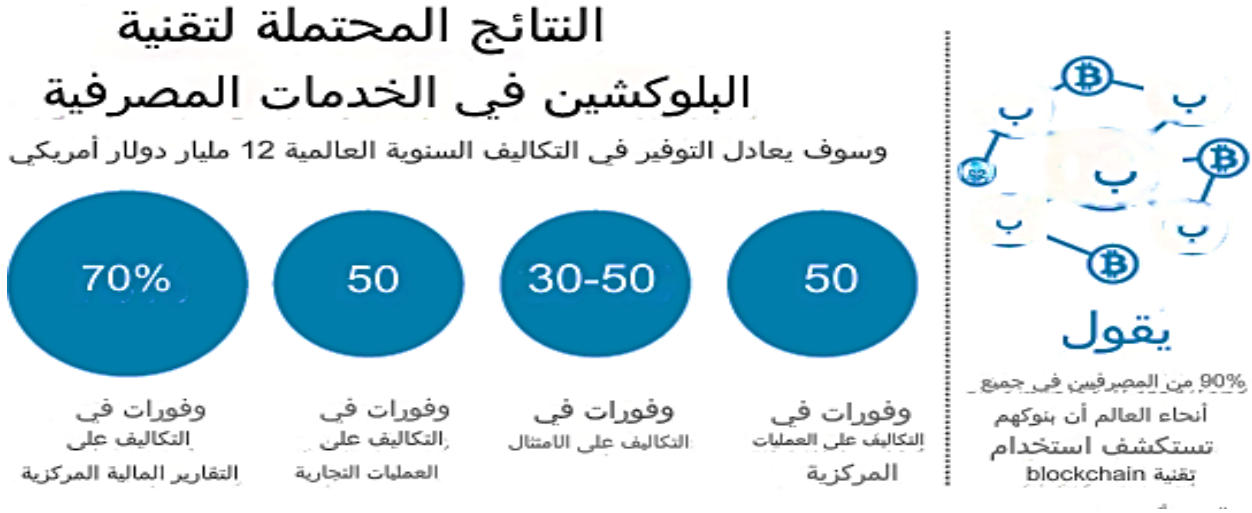 النتائج المحتملة لتقنية
البلوكشين في الخدمات المصرفية
وسوف يعادل التوفير في التكاليف السنوية العالمية 12 مليار دولار أمريكي
50
وفورات في
التكاليف على العمليات
المركزية
30-50
وفورات في
التكاليف على الامتثال
50
وفورات في
التكاليف على
العمليات التجارية
70%
وفورات في
التكاليف على
التقارير المالية المركزية
ب
ب
ب
ب
ب
يقول
90% من المصرفيين في جميع
أنحاء العالم أن بنوكهم
تستكشف استخدام
تقنية blockchain